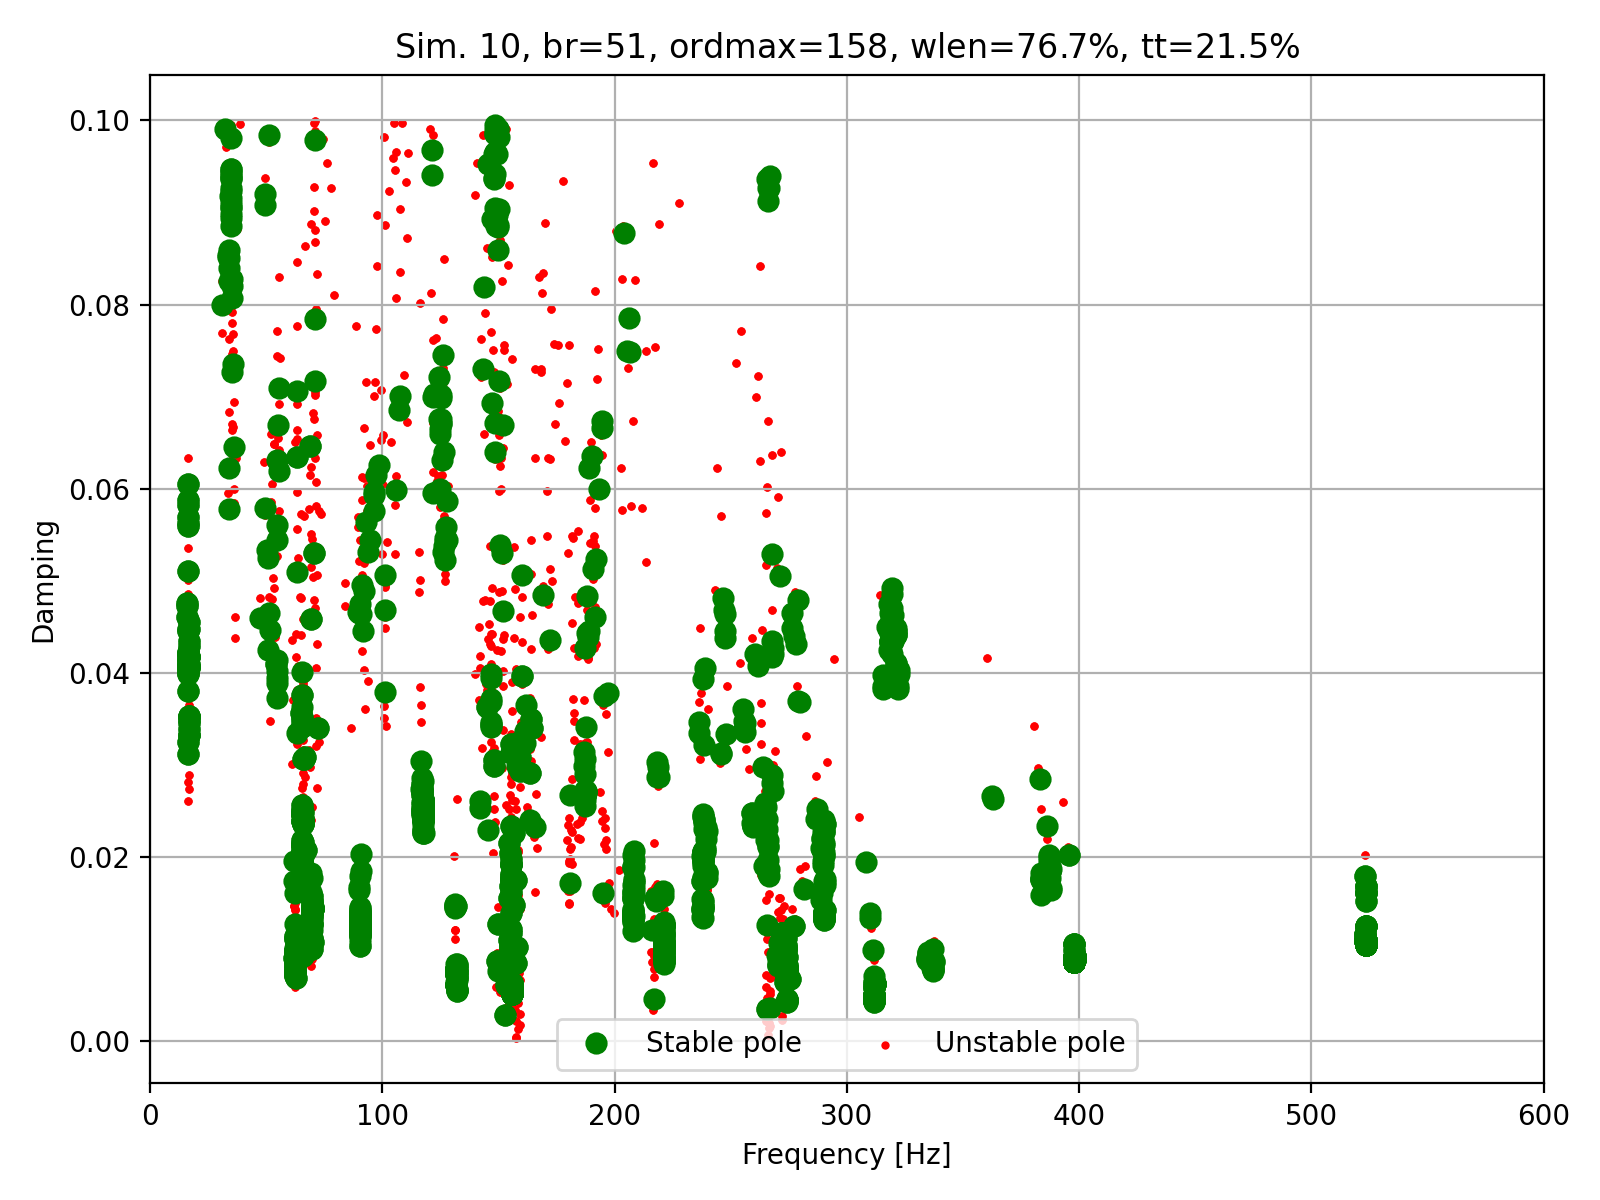 Sim. 10, br=51, ordmax=158, wlen=76.7%, tt=21.5%
0.10
0.08
0.06
0.04
0.02
0.00
Damping
Stable pole Unstable pole
0 100 200 300 400 500 600
Frequency [Hz]